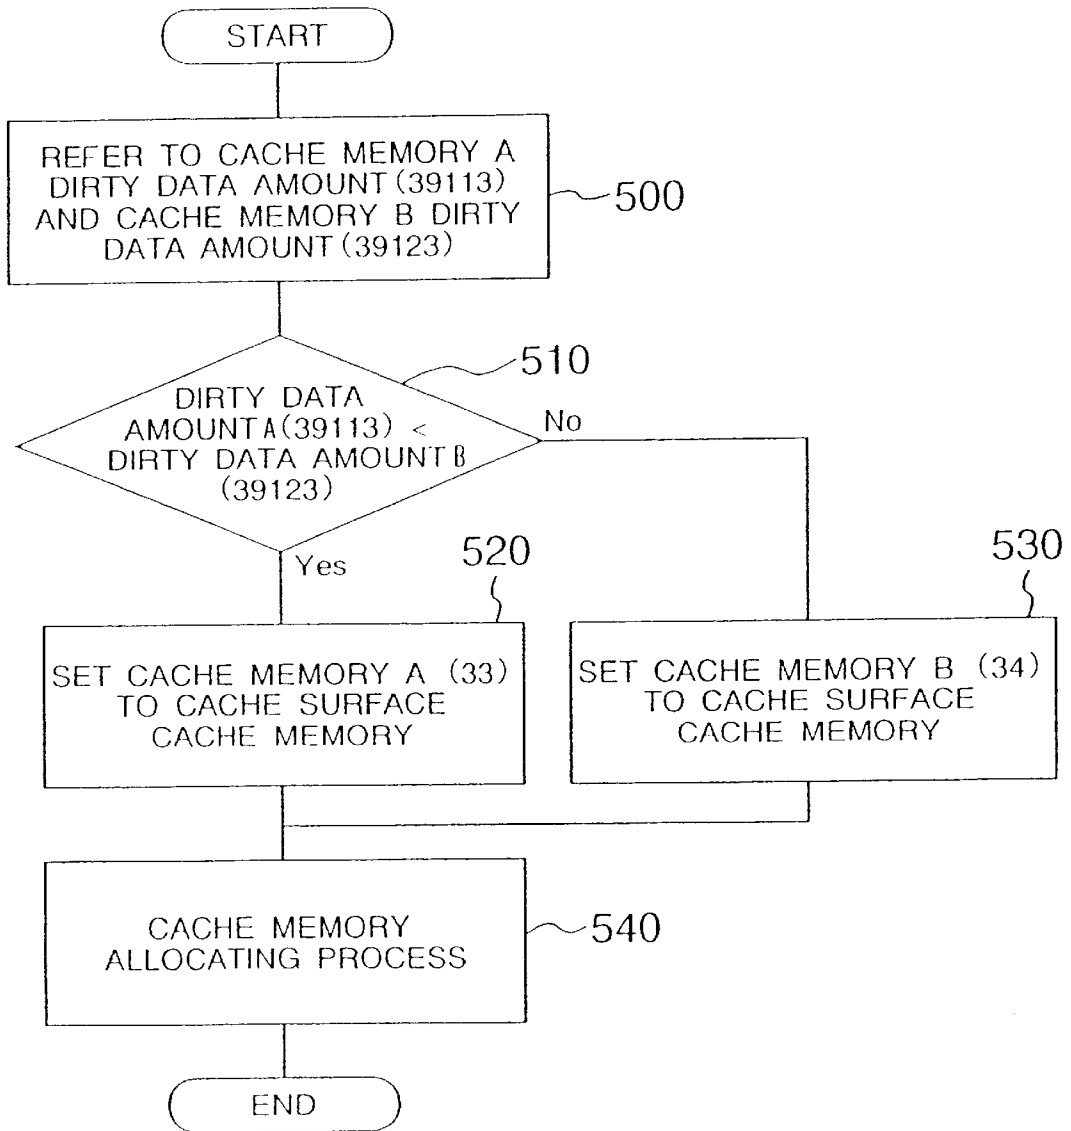 START
REFER TO CACHE MEMORY A
DIRTY DATA AMOUNT(39113)
AND CACHE MEMORY B DIRTY
DATA AMOUNT(39123)
500
510
DIRTY DATA
AMOUNT A(39113) <
DIRTY DATA AMOUNT B
(39123)
No
Yes
520
530
SET CACHE MEMORY A (33)
TO CACHE SURFACE
CACHE MEMORY
SET CACHE MEMORY B (34)
TO CACHE SURFACE
CACHE MEMORY
CACHE MEMORY
ALLOCATING PROCESS
540
END